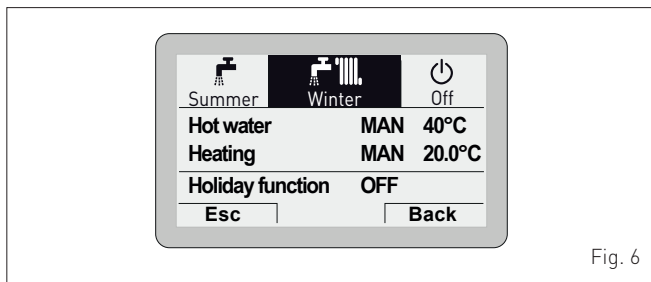 Summer Winter Off
Hot water MAN 40°C
Heating MAN 20.0°C
Holiday function OFF
Esc Back
Fig. 6